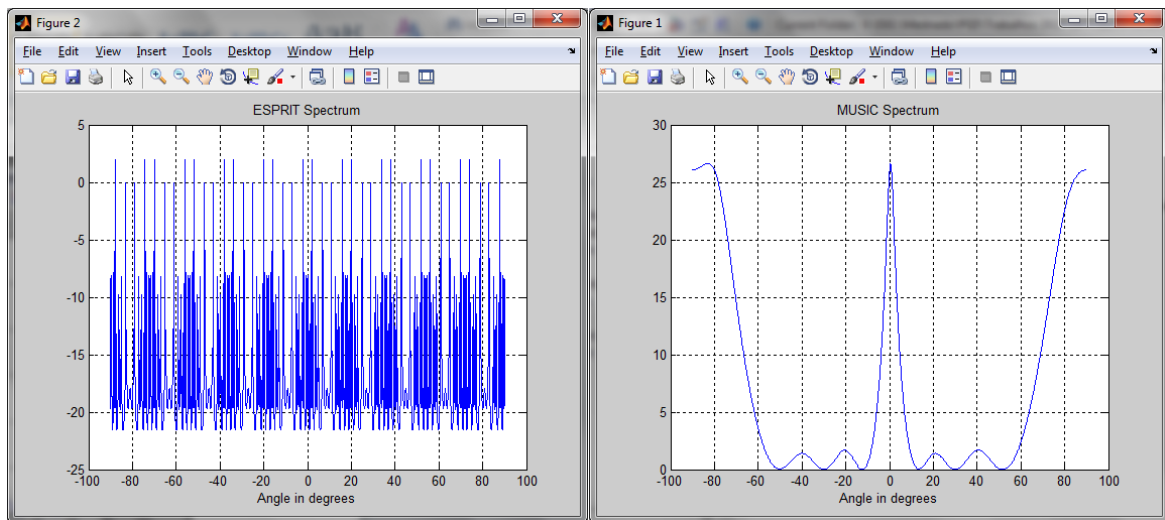 Figure 2
File Edit View Insert Tools Desktop Window Help
ESPRIT Spectrum
5
0
-5
-10
-15
-20
-25
-100 -80 -60 -40 -20 0 20 40 60 80 100
Angle in degrees
Figure 1
File Edit View Insert Tools Desktop Window Help
MUSIC Spectrum
30
25
20
15
10
5
0
-100 -80 -60 -40 -20 0 20 40 60 80 100
Angle in degrees